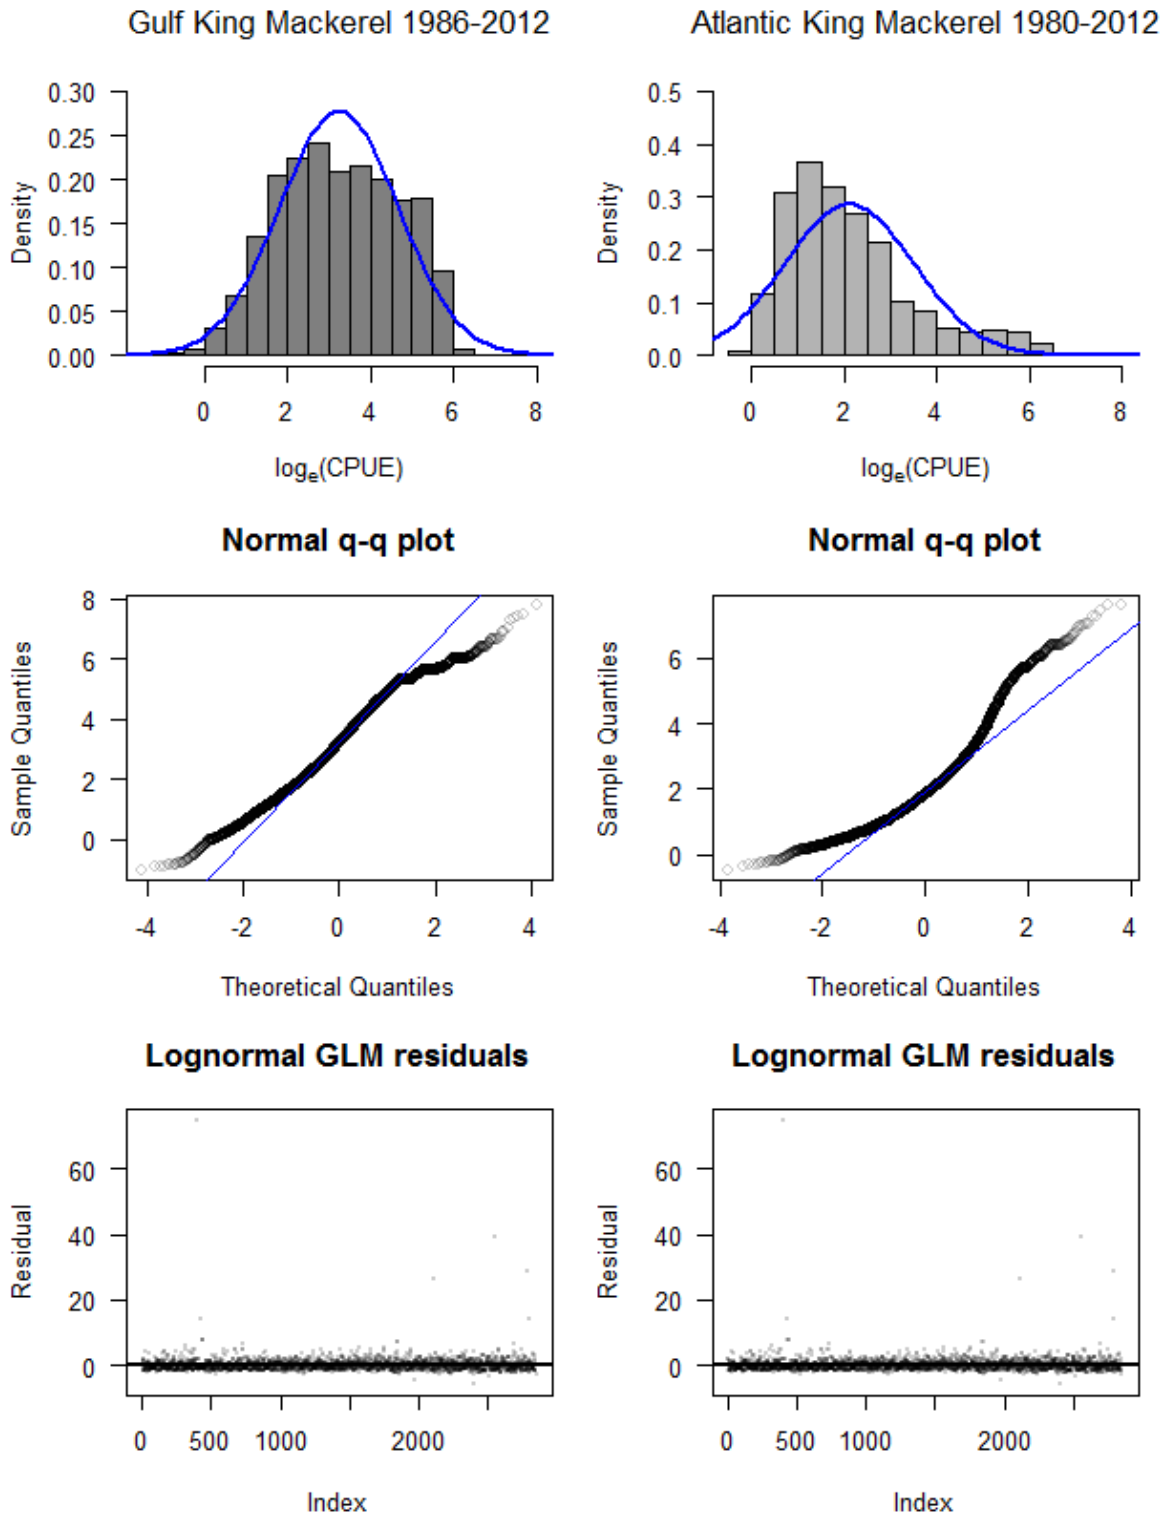 Gulf King Mackerel 1986-2012
Atlantic King Mackerel 1980-2012
Density
0.30
0.25
0.20
0.15
0.10
0.05
0.00
0 2 4 6 8
logₑ(CPUE)
Density
0.5
0.4
0.3
0.2
0.1
0.0
0 2 4 6 8
logₑ(CPUE)
Normal q-q plot
Sample Quantiles
8
6
4
2
0
-4 -2 0 2 4
Theoretical Quantiles
Normal q-q plot
Sample Quantiles
6
4
2
0
-4 -2 0 2 4
Theoretical Quantiles
Lognormal GLM residuals
Residual
60
40
20
0
0 500 1000 2000
Index
Lognormal GLM residuals
Residual
60
40
20
0
0 500 1000 2000
Index